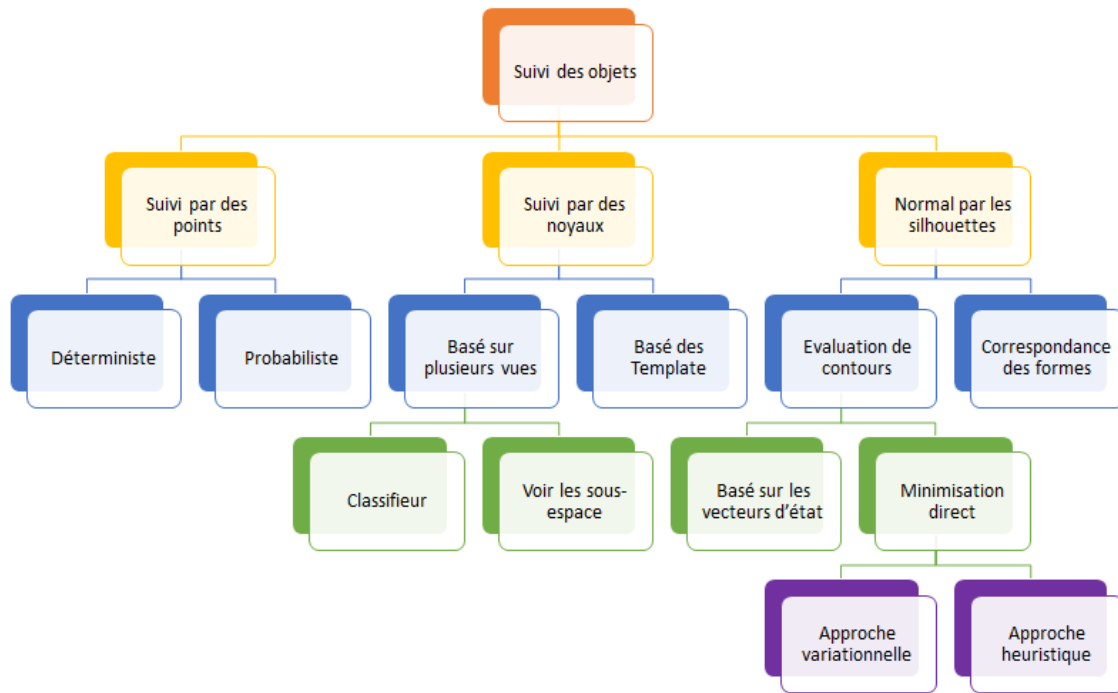 Suivi des objets
Suivi par des
points
Suivi par des
noyaux
Normal par les
silhouettes
Déterministe
Probabiliste
Basé sur
plusieurs vues
Basé des
Template
Evaluation de
contours
Correspondance
des formes
Classifieur
Voir les sous-
espace
Basé sur les
vecteurs d’état
Minimisation
direct
Approche
variationnelle
Approche
heuristique